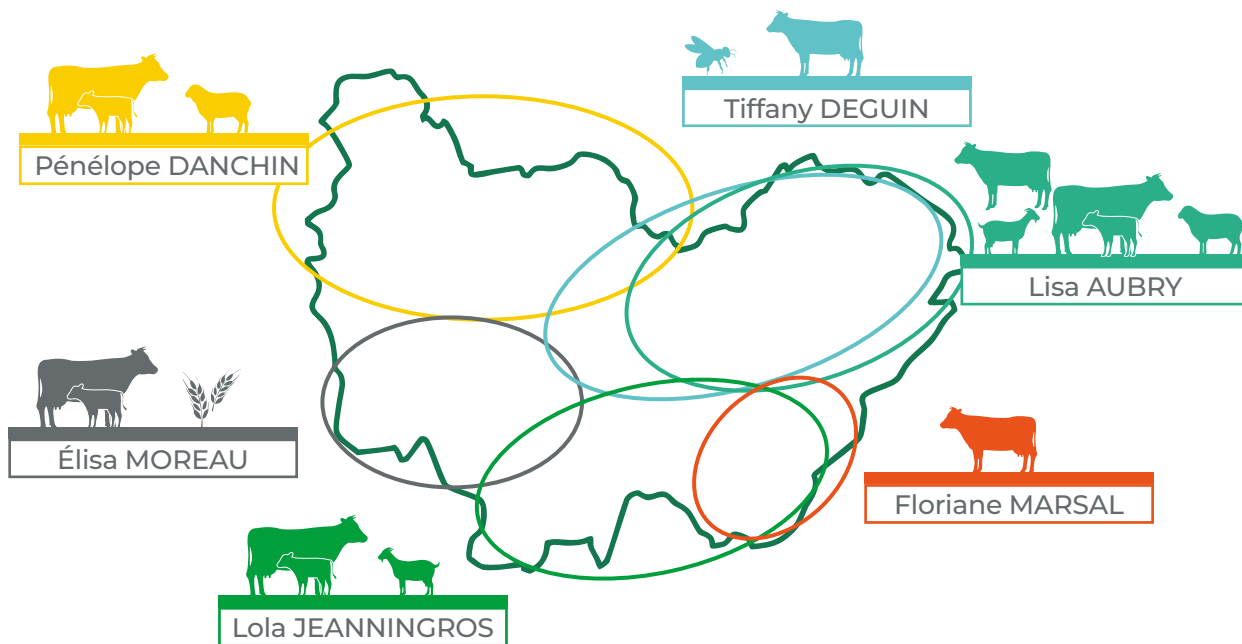 Tiffany DEGUIN
Pénélope DANCHIN
Lisa AUBRY
Élisa MOREAU
Floriane MARSAL
Lola JEANNINGROS